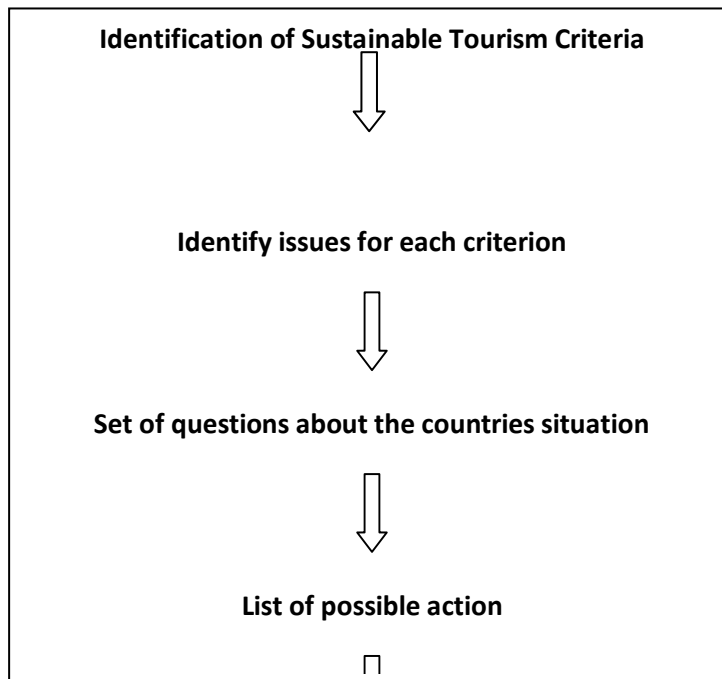 Identification of Sustainable Tourism Criteria
Identify issues for each criterion
Set of questions about the countries situation
List of possible action